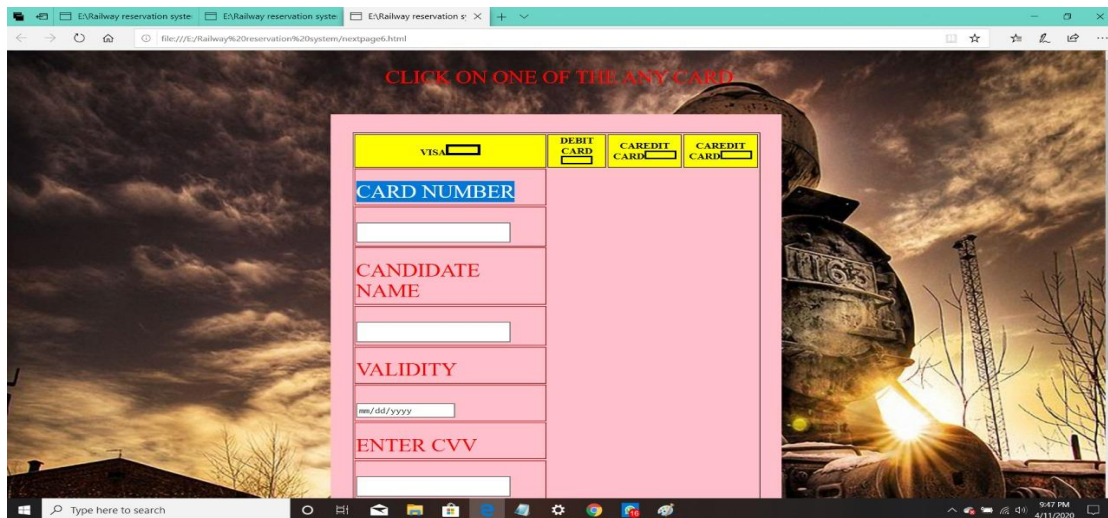 E:\Railway reservation syste
E:\Railway reservation syste
E:\Railway reservation sy
file:///E:/Railway%20reservation%20system/nextpage6.html
CLICK ON ONE OF THE ANY CARD
VISA
DEBIT
CARD
CAREDIT
CARD
CAREDIT
CARD
CARD NUMBER
CANDIDATE
NAME
VALIDITY
mm/dd/yyyy
ENTER CVV
Type here to search
9:47 PM
4/11/2020